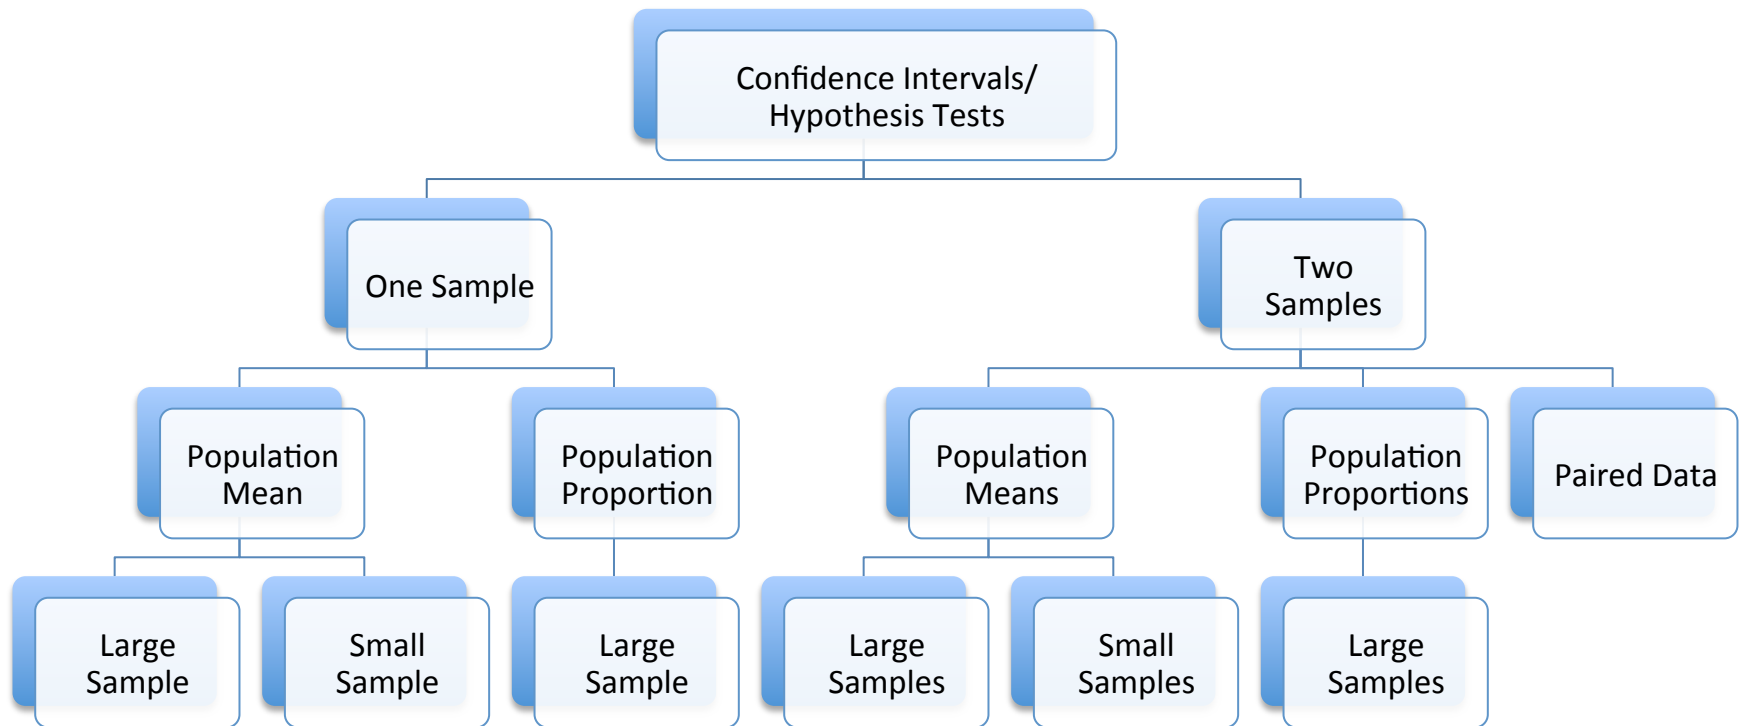 Confidence Intervals/
Hypothesis Tests
One Sample
Two
Samples
Population
Mean
Population
Proportion
Population
Means
Population
Proportions
Paired Data
Large
Sample
Small
Sample
Large
Sample
Large
Samples
Small
Samples
Large
Samples